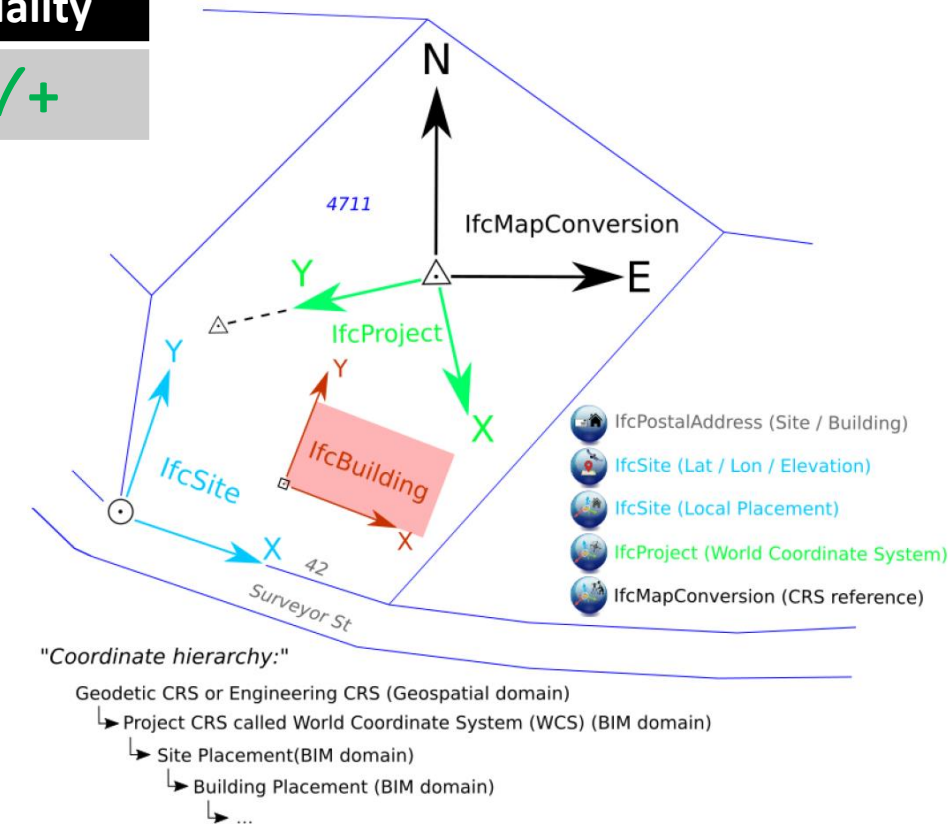 ✓+
N
4711
IfcMapConversion
E
Y
IfcProject
Y
Y
X
IfcBuilding
IfcSite
X
X
42
Surveyor St
IfcPostalAddress (Site / Building)
IfcSite (Lat / Lon / Elevation)
IfcSite (Local Placement)
IfcProject (World Coordinate System)
IfcMapConversion (CRS reference)
"Coordinate hierarchy:"
Geodetic CRS or Engineering CRS (Geospatial domain)
Project CRS called World Coordinate System (WCS) (BIM domain)
Site Placement(BIM domain)
Building Placement (BIM domain)
...